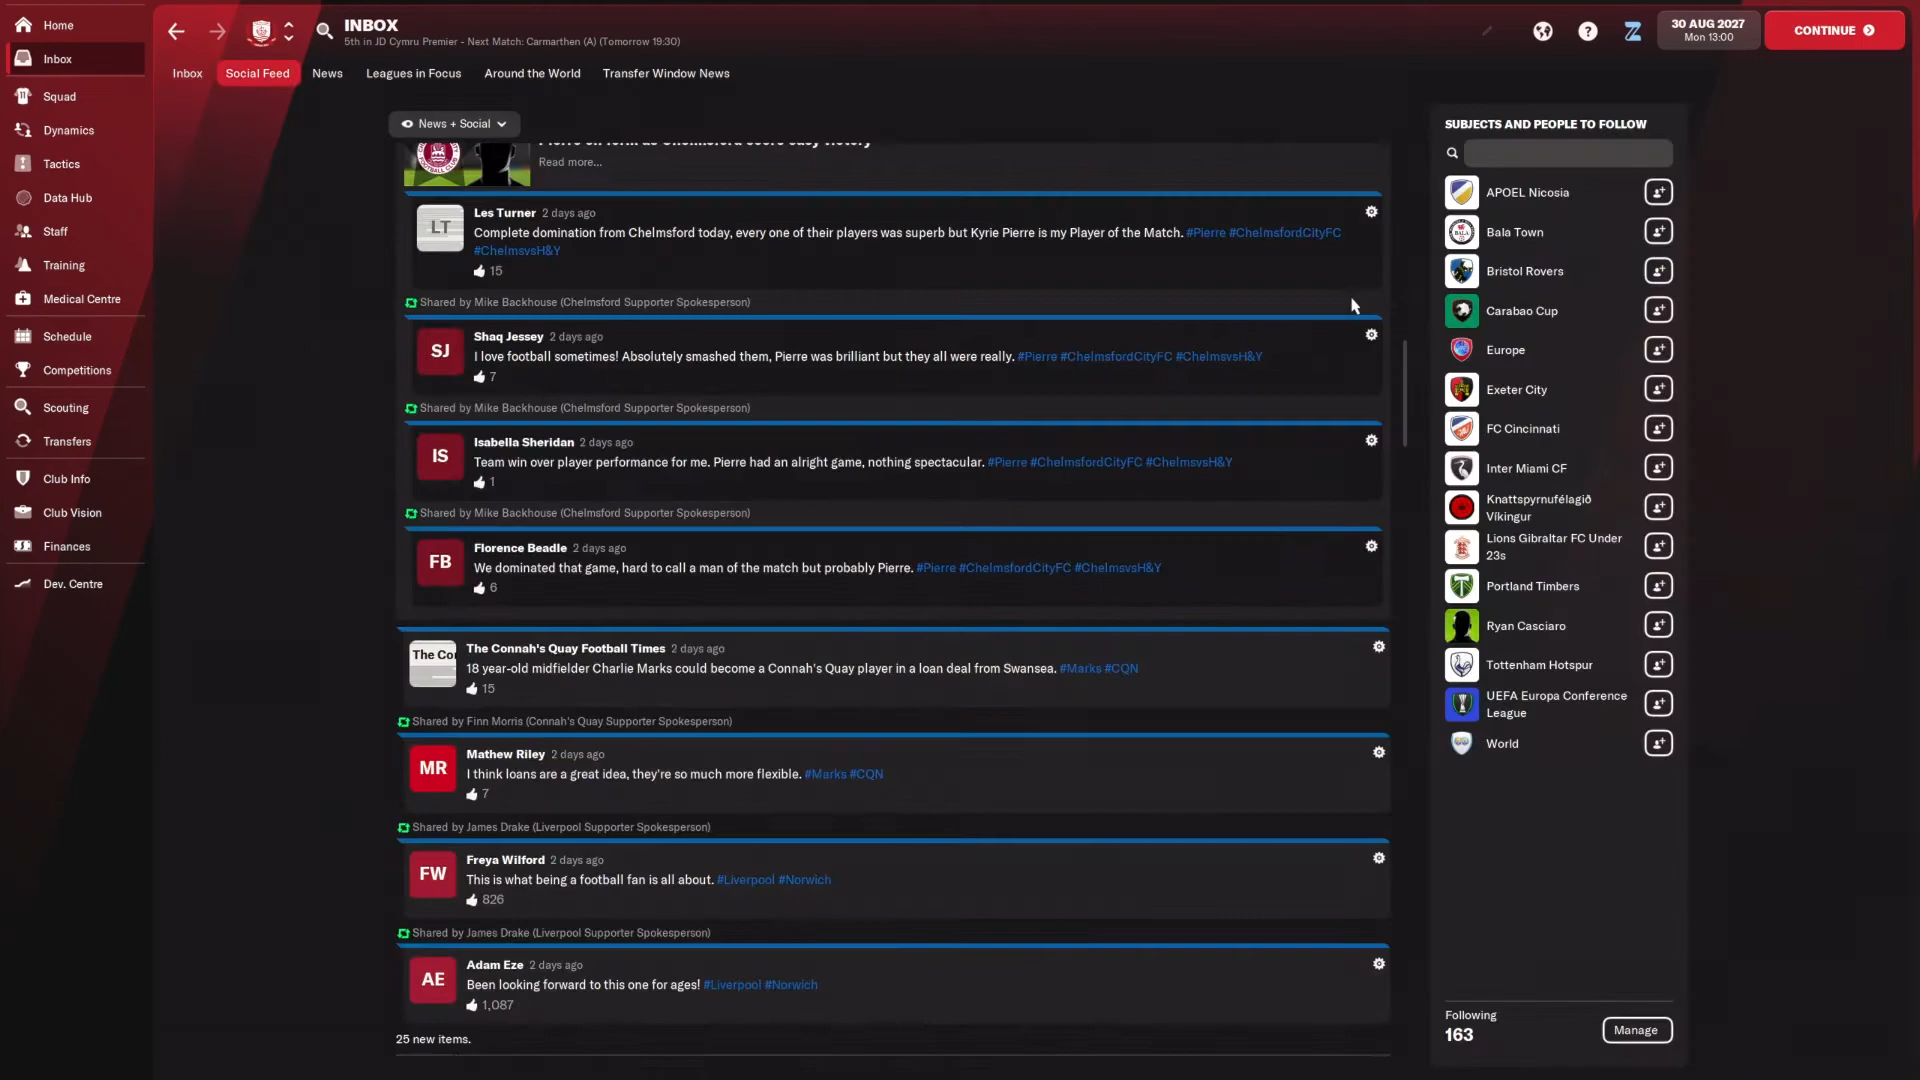 Home
Inbox
Squad
Dynamics
Tactics
Data Hub
Staff
Training
Medical Centre
Schedule
Competitions
Scouting
Transfers
Club Info
Club Vision
Finances
Dev. Centre
INBOX
5th in JD Cymru Premier - Next Match: Carmarthen (A) (Tomorrow 19:30)
30 AUG 2027
Mon 13:00
CONTINUE
Inbox
Social Feed
News
Leagues in Focus
Around the World
Transfer Window News
News + Social
Pierre on form as Chelmsford score easy victory
Read more...
LT
Les Turner 2 days ago
Complete domination from Chelmsford today, every one of their players was superb but Kyrie Pierre is my Player of the Match. #Pierre #ChelmsfordCityFC
#ChelmsvsH&Y
15
Shared by Mike Backhouse (Chelmsford Supporter Spokesperson)
SJ
Shaq Jessey 2 days ago
I love football sometimes! Absolutely smashed them, Pierre was brilliant but they all were really. #Pierre #ChelmsfordCityFC #ChelmsvsH&Y
7
Shared by Mike Backhouse (Chelmsford Supporter Spokesperson)
IS
Isabella Sheridan 2 days ago
Team win over player performance for me. Pierre had an alright game, nothing spectacular. #Pierre #ChelmsfordCityFC #ChelmsvsH&Y
1
Shared by Mike Backhouse (Chelmsford Supporter Spokesperson)
FB
Florence Beadle 2 days ago
We dominated that game, hard to call a man of the match but probably Pierre. #Pierre #ChelmsfordCityFC #ChelmsvsH&Y
6
The Co
The Connah's Quay Football Times 2 days ago
18 year-old midfielder Charlie Marks could become a Connah's Quay player in a loan deal from Swansea. #Marks #CQN
15
Shared by Finn Morris (Connah's Quay Supporter Spokesperson)
MR
Mathew Riley 2 days ago
I think loans are a great idea, they're so much more flexible. #Marks #CQN
7
Shared by James Drake (Liverpool Supporter Spokesperson)
FW
Freya Wilford 2 days ago
This is what being a football fan is all about. #Liverpool #Norwich
826
Shared by James Drake (Liverpool Supporter Spokesperson)
AE
Adam Eze 2 days ago
Been looking forward to this one for ages! #Liverpool #Norwich
1,087
25 new items.
SUBJECTS AND PEOPLE TO FOLLOW
APOEL Nicosia
Bala Town
Bristol Rovers
Carabao Cup
Europe
Exeter City
FC Cincinnati
Inter Miami CF
Knattspyrnufélagið
Víkingur
Lions Gibraltar FC Under
23s
Portland Timbers
Ryan Casciaro
Tottenham Hotspur
UEFA Europa Conference
League
World
Following
163
Manage